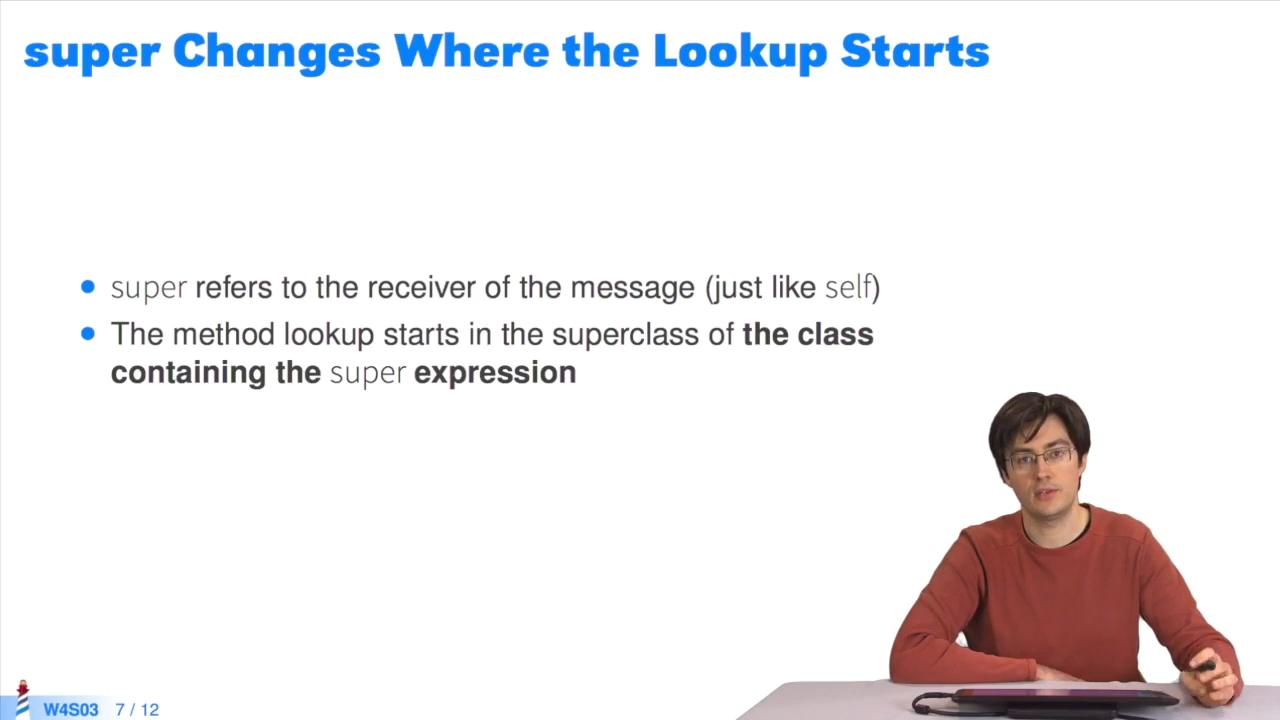 super Changes Where the Lookup Starts
super refers to the receiver of the message (just like self)
The method lookup starts in the superclass of the class
containing the super expression
W4S03 7 / 12